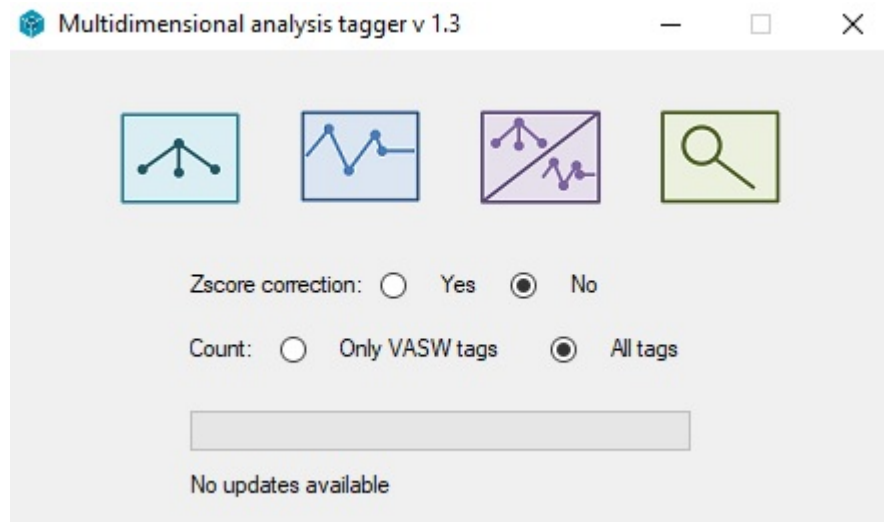 Multidimensional analysis tagger v 1.3
Zscore correction: Yes No
Count: Only VASW tags All tags
No updates available